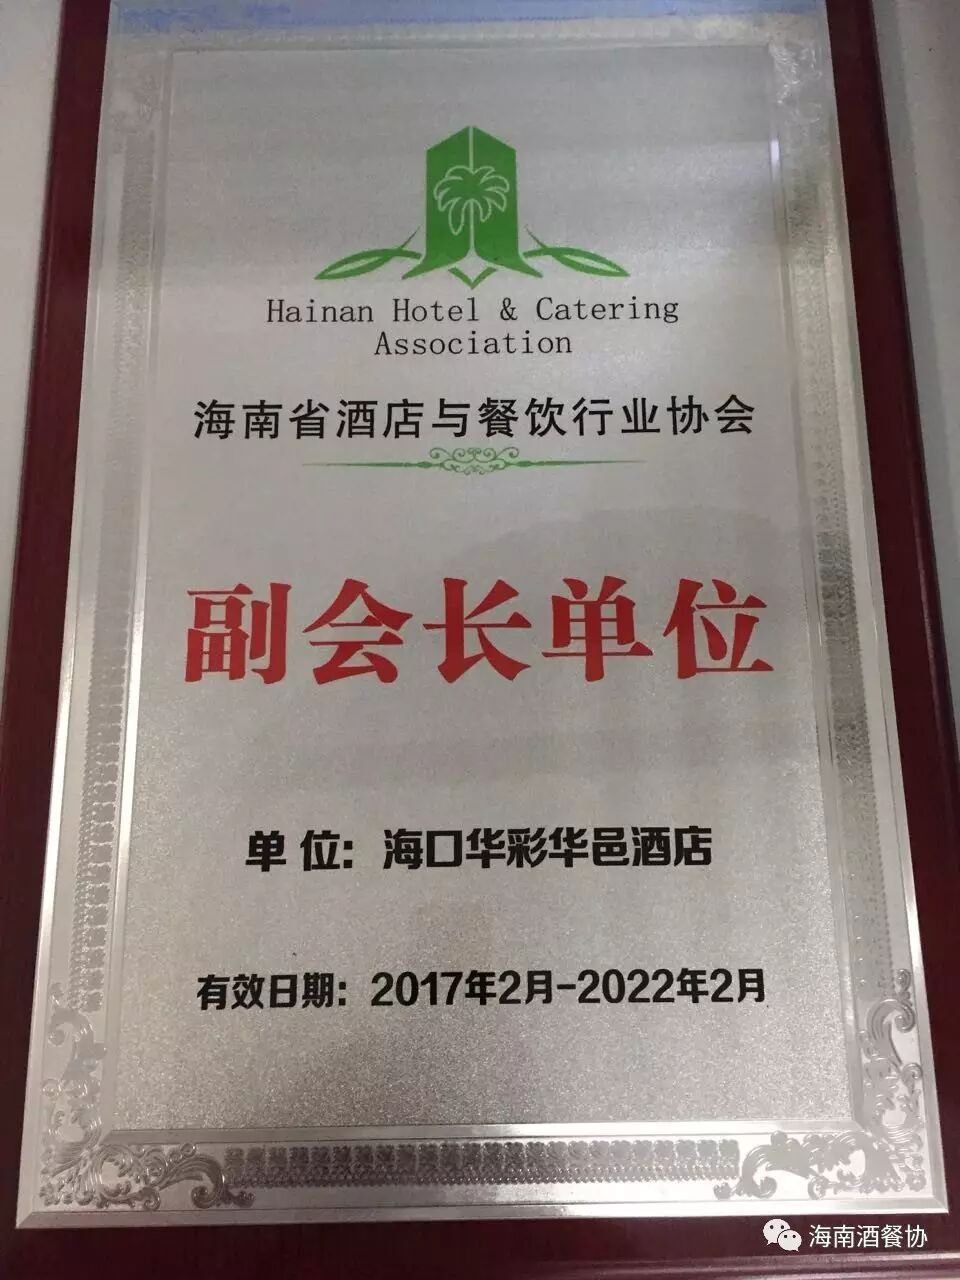 Hainan Hotel & Catering
Association
海南省酒店与餐饮行业协会
副会长单位
单 位: 海口华彩华邑酒店
有效日期: 2017年2月-2022年2月
海南酒餐协